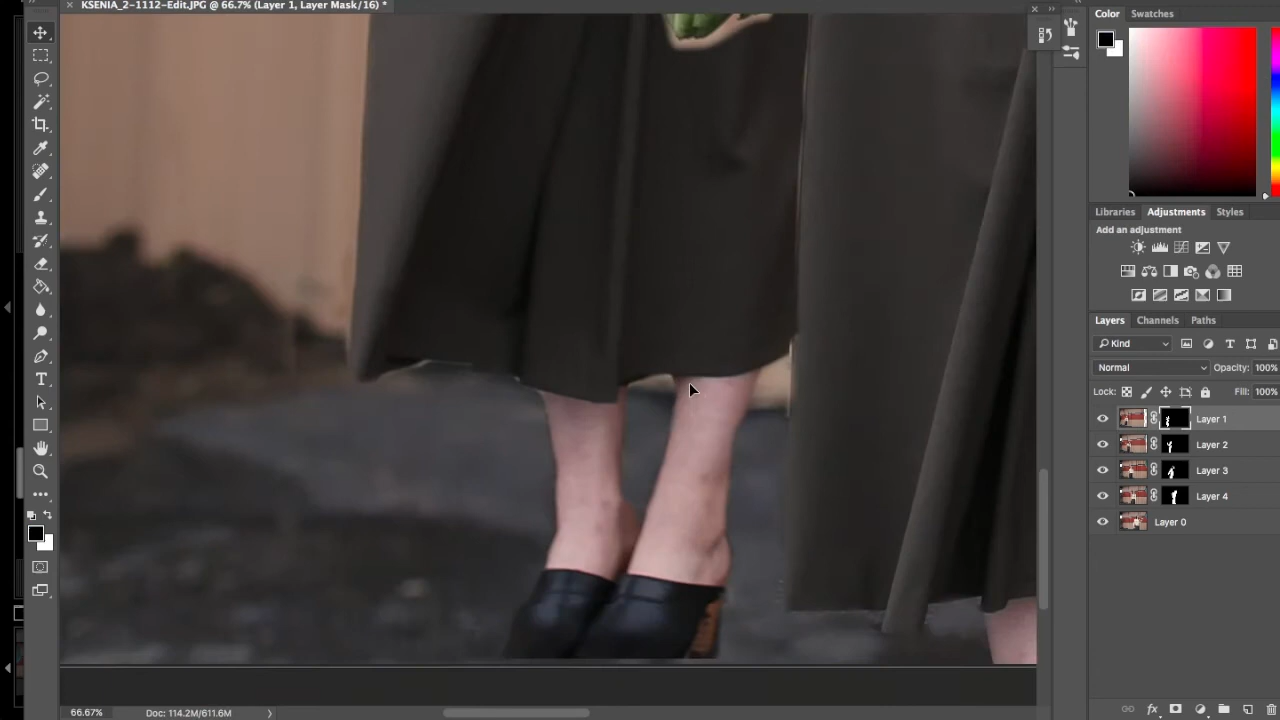 KSENIA_2-1112-Edit.JPG @ 66.7% (Layer 1, Layer Mask/16) *
Color
Swatches
Libraries
Adjustments
Styles
Add an adjustment
Layers
Channels
Paths
Kind
Normal
Opacity: 100%
Lock:
Fill: 100%
Layer 1
Layer 2
Layer 3
Layer 4
Layer 0
66.67%
Doc: 114.2M/611.6M